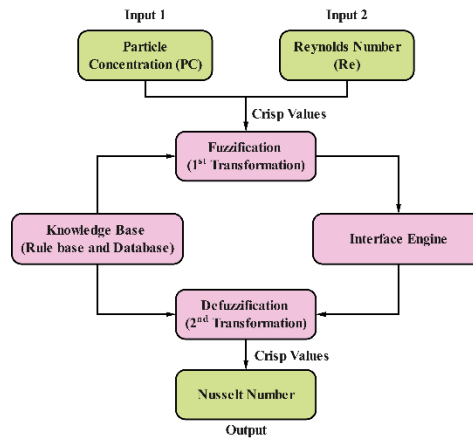 Input 1
Input 2
Particle
Concentration (PC)
Reynolds Number
(Re)
Crisp Values
Fuzzification
(1st Transformation)
Knowledge Base
(Rule base and Database)
Interface Engine
Defuzzification
(2nd Transformation)
Crisp Values
Nusselt Number
Output